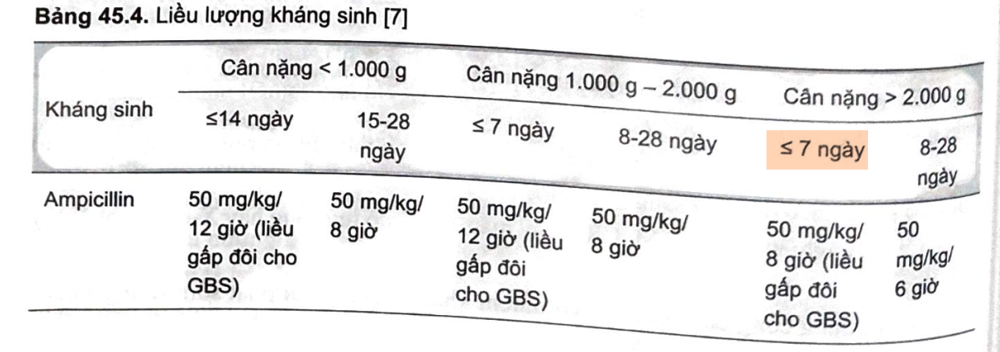 Bảng 45.4. Liều lượng kháng sinh [7]
Kháng sinh
Cân nặng < 1.000 g
Cân nặng 1.000 g – 2.000 g
Cân nặng > 2.000 g
≤14 ngày
15-28
ngày
≤ 7 ngày
8-28 ngày
≤ 7 ngày
8-28
ngày
Ampicillin
50 mg/kg/
12 giờ (liều
gấp đôi cho
GBS)
50 mg/kg/
8 giờ
50 mg/kg/
12 giờ (liều
gấp đôi
cho GBS)
50 mg/kg/
8 giờ
50 mg/kg/
8 giờ (liều
gấp đôi
cho GBS)
50
mg/kg/
6 giờ